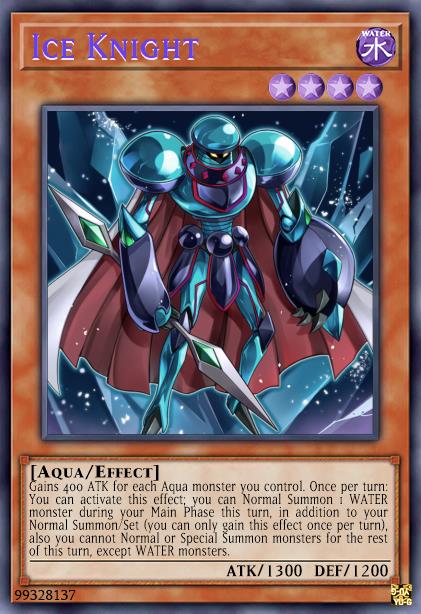 Ice Knight
WATER
水
[Aqua/Effect]
Gains 400 ATK for each Aqua monster you control. Once per turn:
You can activate this effect; you can Normal Summon 1 WATER
monster during your Main Phase this turn, in addition to your
Normal Summon/Set (you can only gain this effect once per turn),
also you cannot Normal or Special Summon monsters for the rest
of this turn, except WATER monsters.
ATK/1300 DEF/1200
99328137